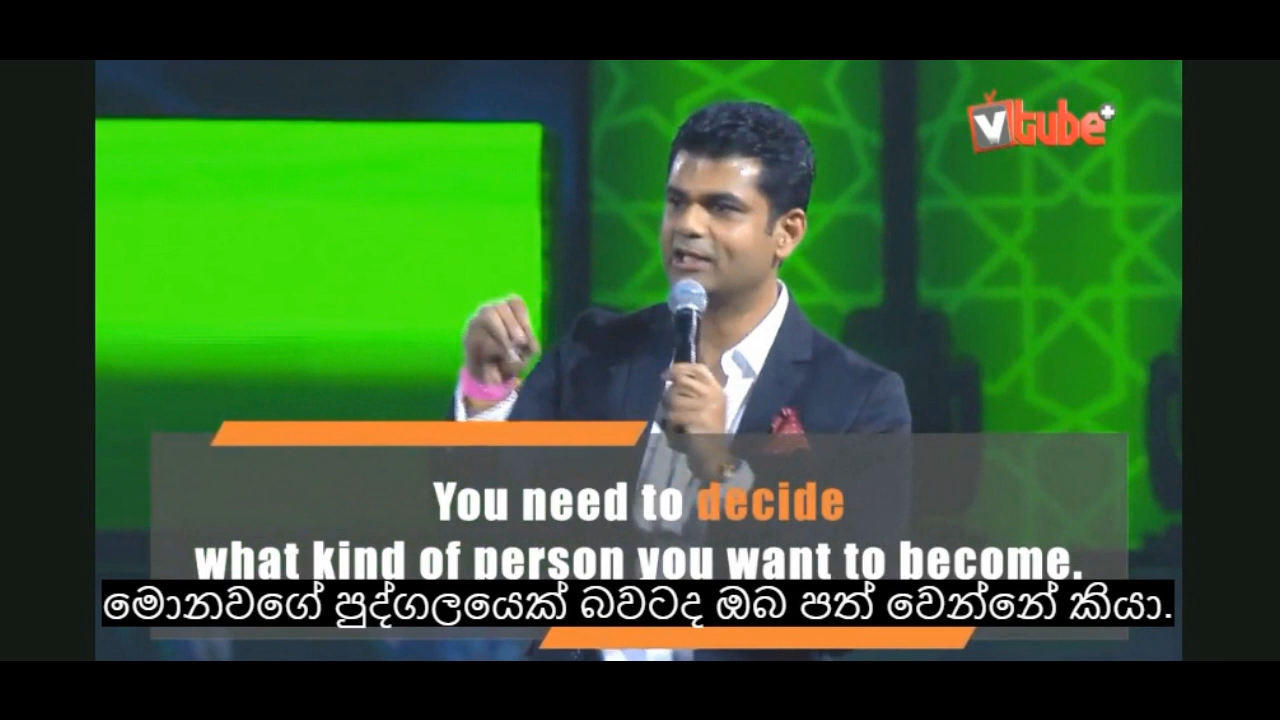 vtube+
You need to decide
what kind of person you want to become.
මොනවගේ පුද්ගලයෙක් බවටද ඔබ පත් වෙන්නේ කියා.